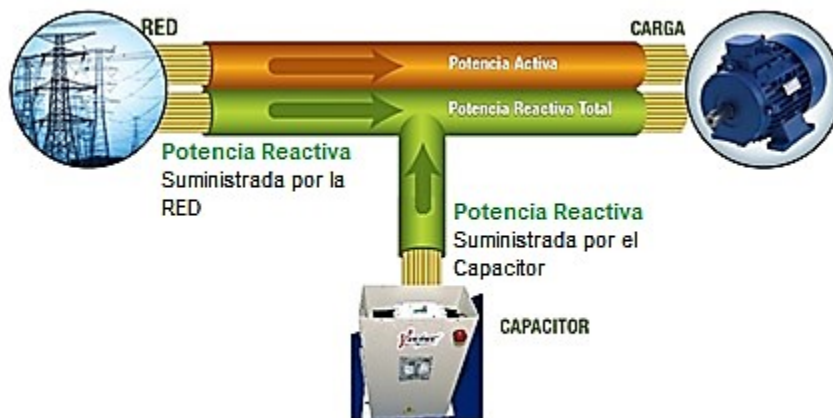 RED
CARGA
Potencia Activa
Potencia Reactiva Total
Potencia Reactiva
Suministrada por la
RED
Potencia Reactiva
Suministrada por el
Capacitor
CAPACITOR